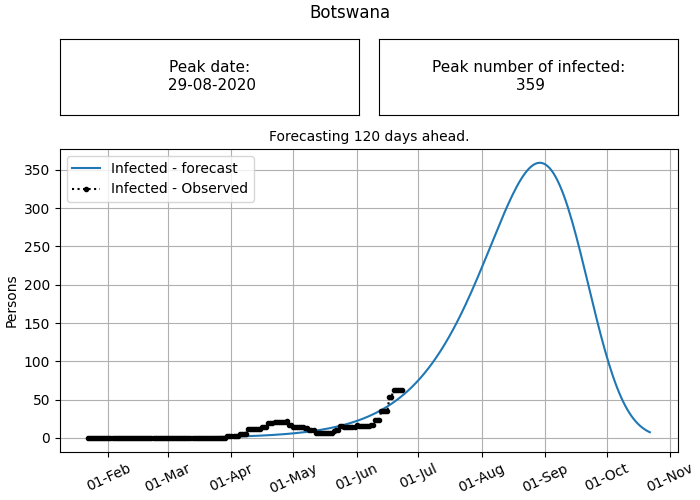 Botswana
Peak date:
29-08-2020
Peak number of infected:
359
Forecasting 120 days ahead.
Infected - forecast
Infected - Observed
Persons
350
300
250
200
150
100
50
0
01-Feb
01-Mar
01-Apr
01-May
01-Jun
01-Jul
01-Aug
01-Sep
01-Oct
01-Nov